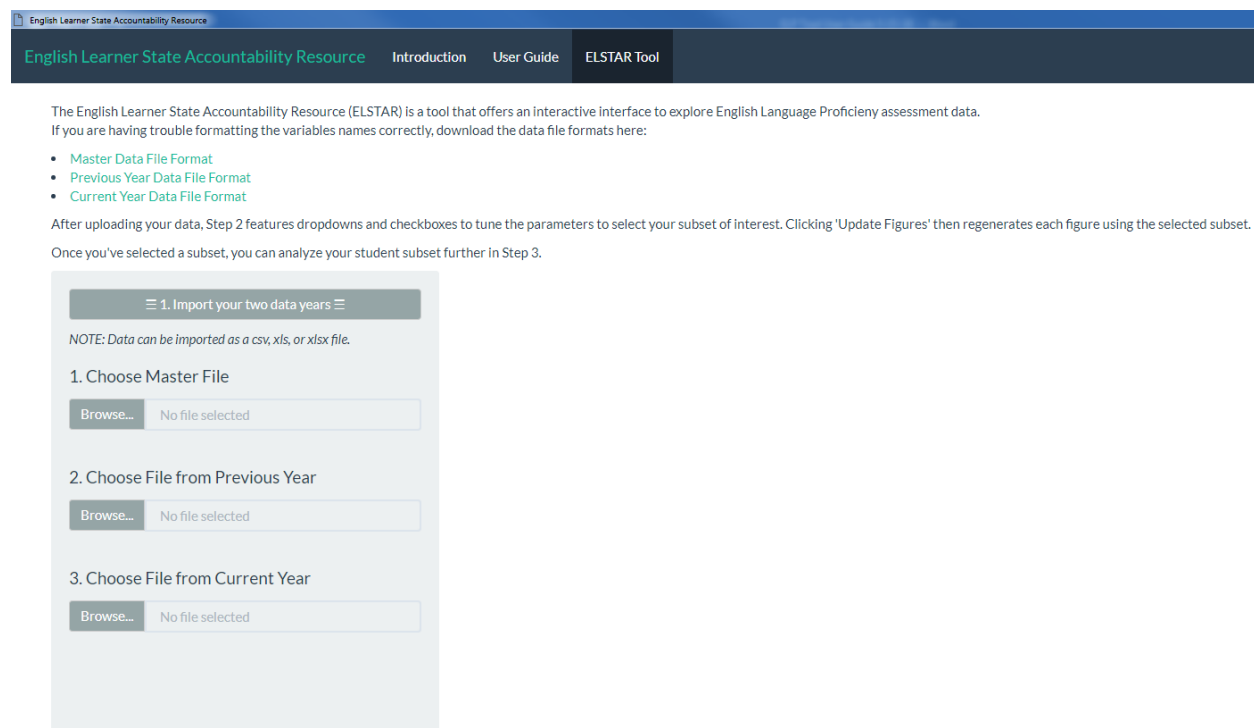 English Learner State Accountability Resource
English Learner State Accountability Resource Introduction User Guide ELSTAR Tool
The English Learner State Accountability Resource (ELSTAR) is a tool that offers an interactive interface to explore English Language Proficieny assessment data.
If you are having trouble formatting the variables names correctly, download the data file formats here:
• Master Data File Format
• Previous Year Data File Format
• Current Year Data File Format
After uploading your data, Step 2 features dropdowns and checkboxes to tune the parameters to select your subset of interest. Clicking 'Update Figures' then regenerates each figure using the selected subset.
Once you've selected a subset, you can analyze your student subset further in Step 3.
☰ 1. Import your two data years ☰
NOTE: Data can be imported as a csv, xls, or xlsx file.
1. Choose Master File
Browse... No file selected
2. Choose File from Previous Year
Browse... No file selected
3. Choose File from Current Year
Browse... No file selected